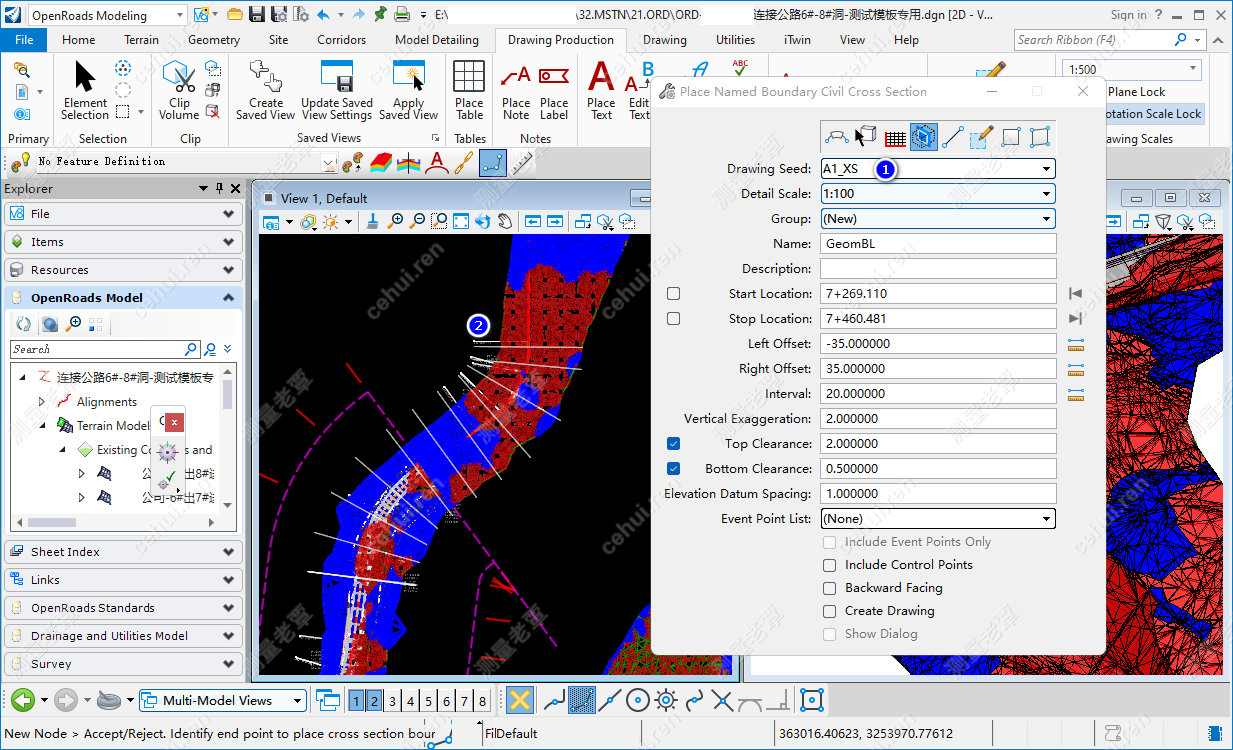 OpenRoads Modeling
E:\
\32.MSTN\21.ORD\ORD-
连接公路6#-8#洞-测试模板专用.dgn [2D - V...
Sign in
?
File
Home
Terrain
Geometry
Site
Corridors
Model Detailing
Drawing Production
Drawing
Utilities
iTwin
View
Help
Search Ribbon (F4)
Element
Selection
Clip
Volume
Create
Saved View
Update Saved
View Settings
Apply
Saved View
Place
Table
Place
Note
Place
Label
Place
Text
Edit
Text
ABC
1:500
Plane Lock
otation Scale Lock
Primary
Selection
Clip
Saved Views
Tables
Notes
awing Scales
No Feature Definition
Explorer
File
Items
Resources
OpenRoads Model
Search
连接公路6#-8#洞-测试模板专
Alignments
Terrain Model
Existing Co
s and
公
出8#
公司-6#出7#
Sheet Index
Links
OpenRoads Standards
Drainage and Utilities Model
Survey
View 1, Default
2
Place Named Boundary Civil Cross Section
Drawing Seed:
A1_XS
1
Detail Scale:
1:100
Group:
(New)
Name:
GeomBL
Description:
Start Location:
7+269.110
Stop Location:
7+460.481
Left Offset:
-35.000000
Right Offset:
35.000000
Interval:
20.000000
Vertical Exaggeration:
2.000000
Top Clearance:
2.000000
Bottom Clearance:
0.500000
Elevation Datum Spacing:
1.000000
Event Point List:
(None)
Include Event Points Only
Include Control Points
Backward Facing
Create Drawing
Show Dialog
Multi-Model Views
1
2
3
4
5
6
7
8
New Node > Accept/Reject. Identify end point to place cross section bour
FilDefault
363016.40623, 3253970.77612
cehui.ren
测量老覃